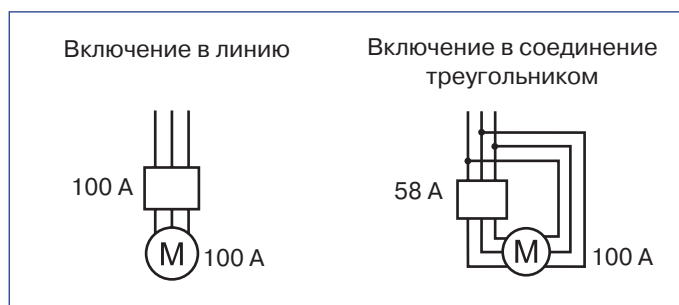 Включение в линию
100 А
М
100 А
Включение в соединение
треугольником
58 А
М
100 А